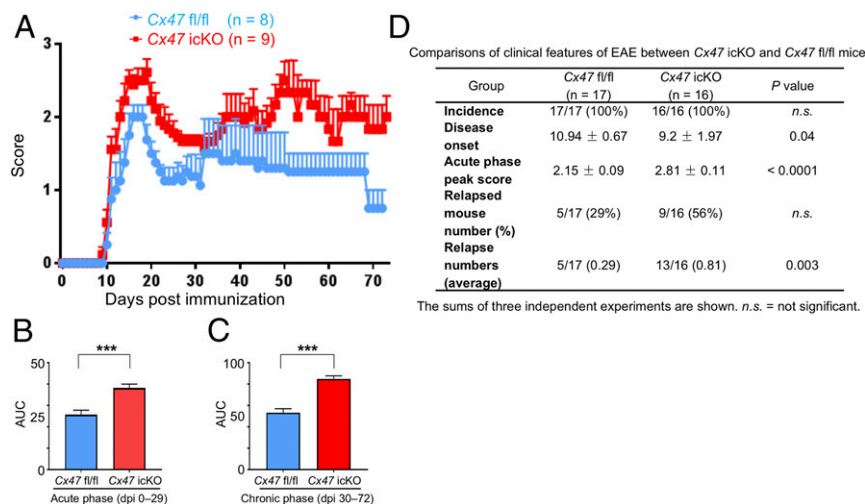 A
Cx47 fl/fl (n = 8)
Cx47 icKO (n = 9)
3
2
1
0
Score
0 10 20 30 40 50 60 70
Days post immunization
B
***
50
25
0
AUC
Cx47 fl/fl Cx47 icKO
Acute phase (dpi 0–29)
C
***
100
50
0
AUC
Cx47 fl/fl Cx47 icKO
Chronic phase (dpi 30–72)
D
Comparisons of clinical features of EAE between Cx47 icKO and Cx47 fl/fl mice
Group Cx47 fl/fl (n = 17) Cx47 icKO (n = 16) P value
Incidence 17/17 (100%) 16/16 (100%) n.s.
Disease onset 10.94 ± 0.67 9.2 ± 1.97 0.04
Acute phase peak score 2.15 ± 0.09 2.81 ± 0.11 < 0.0001
Relapsed mouse number (%) 5/17 (29%) 9/16 (56%) n.s.
Relapse numbers (average) 5/17 (0.29) 13/16 (0.81) 0.003
The sums of three independent experiments are shown. n.s. = not significant.